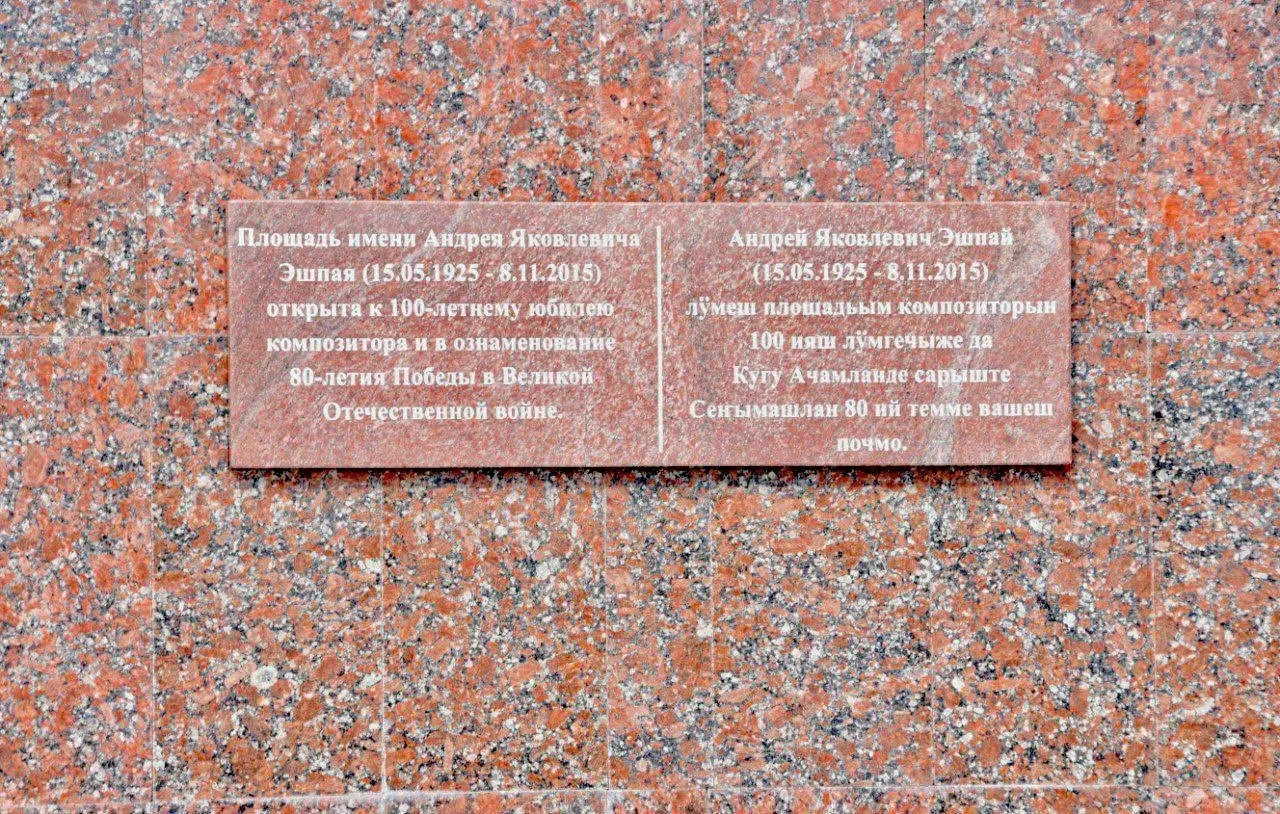 Площадь имени Андрея Яковлевича
Эшпая (15.05.1925 - 8.11.2015)
открыта к 100-летнему юбилею
композитора и в ознаменование
80-летия Победы в Великой
Отечественной войне.
Андрей Яковлевич Эшпай
(15.05.1925 - 8.11.2015)
лӱмеш площадьым композиторын
100 ияш лӱмгечыже да
Кугу Ачамланде сарыште
Сеҥымашлан 80 ий темме вашеш
почмо.